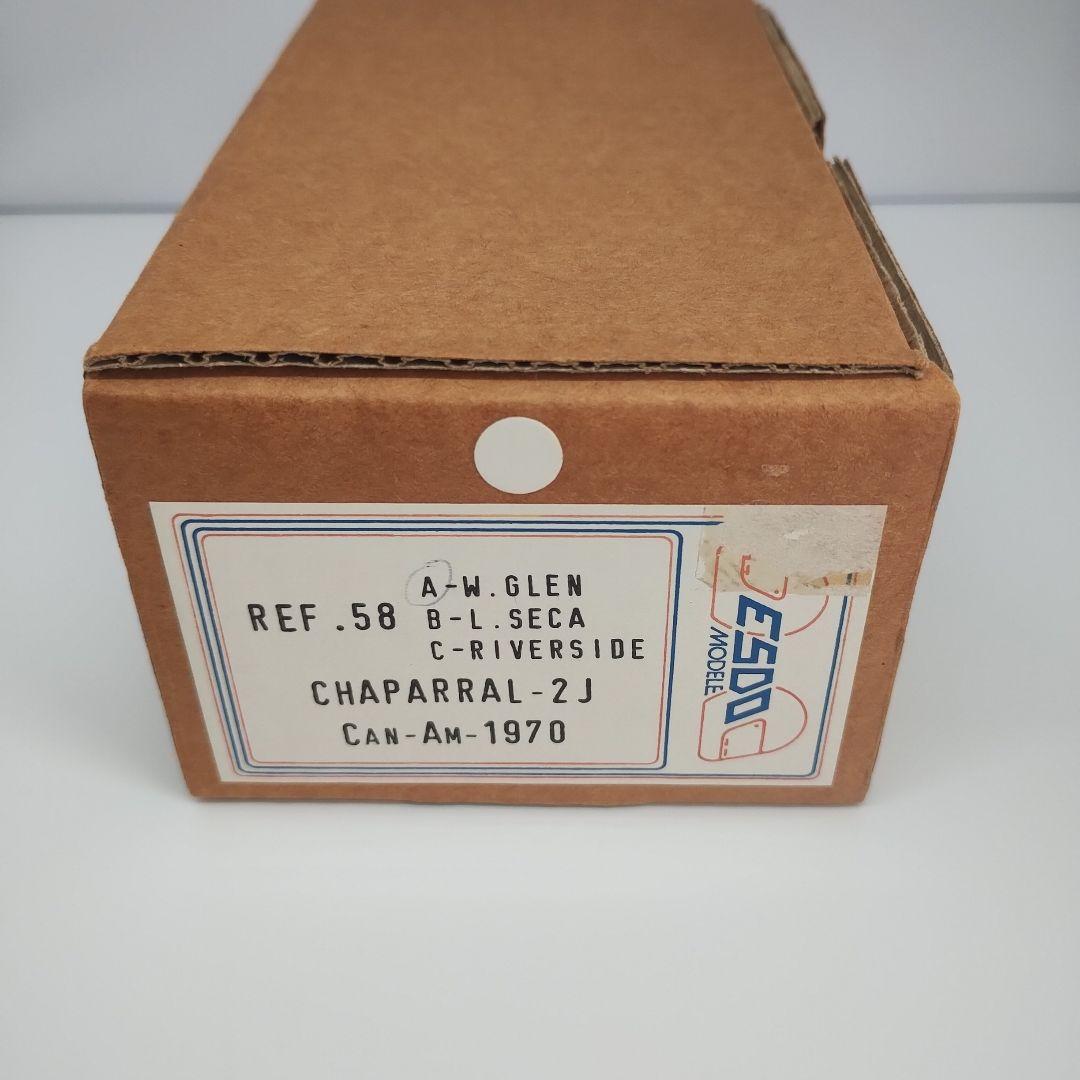 A-W.GLEN
REF.58 B-L.SECA
C-RIVERSIDE
CHAPARRAL-2J
CAN-AM-1970
ESDO
MODELE